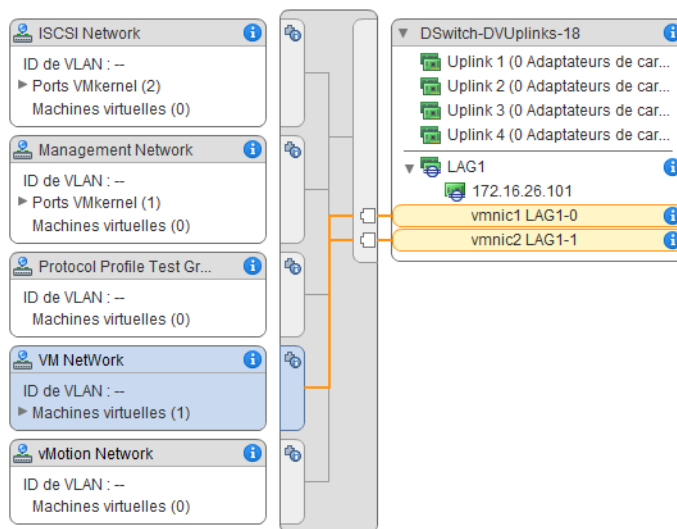 ISCSI Network
ID de VLAN : --
Ports VMkernel (2)
Machines virtuelles (0)
Management Network
ID de VLAN : --
Ports VMkernel (1)
Machines virtuelles (0)
Protocol Profile Test Gr...
ID de VLAN : --
Machines virtuelles (0)
VM NetWork
ID de VLAN : --
Machines virtuelles (1)
vMotion Network
ID de VLAN : --
Machines virtuelles (0)
DSwitch-DVUplinks-18
Uplink 1 (0 Adaptateurs de car...
Uplink 2 (0 Adaptateurs de car...
Uplink 3 (0 Adaptateurs de car...
Uplink 4 (0 Adaptateurs de car...
LAG1
172.16.26.101
vmnic1 LAG1-0
vmnic2 LAG1-1